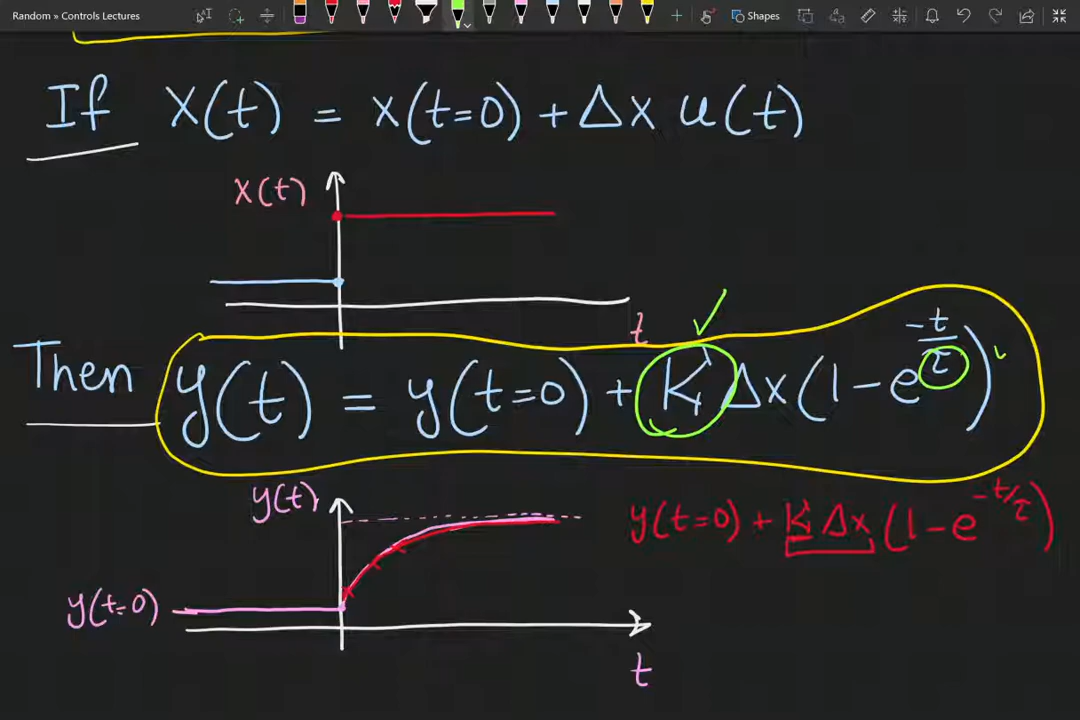 Random » Controls Lectures
Shapes
If x(t) = x(t=0) + Δx u(t)
x(t)
t
Then y(t) = y(t=0) + K Δx (1 - e^{-t/τ})
y(t)
y(t=0) + K Δx (1 - e^{-t/τ})
y(t=0)
t